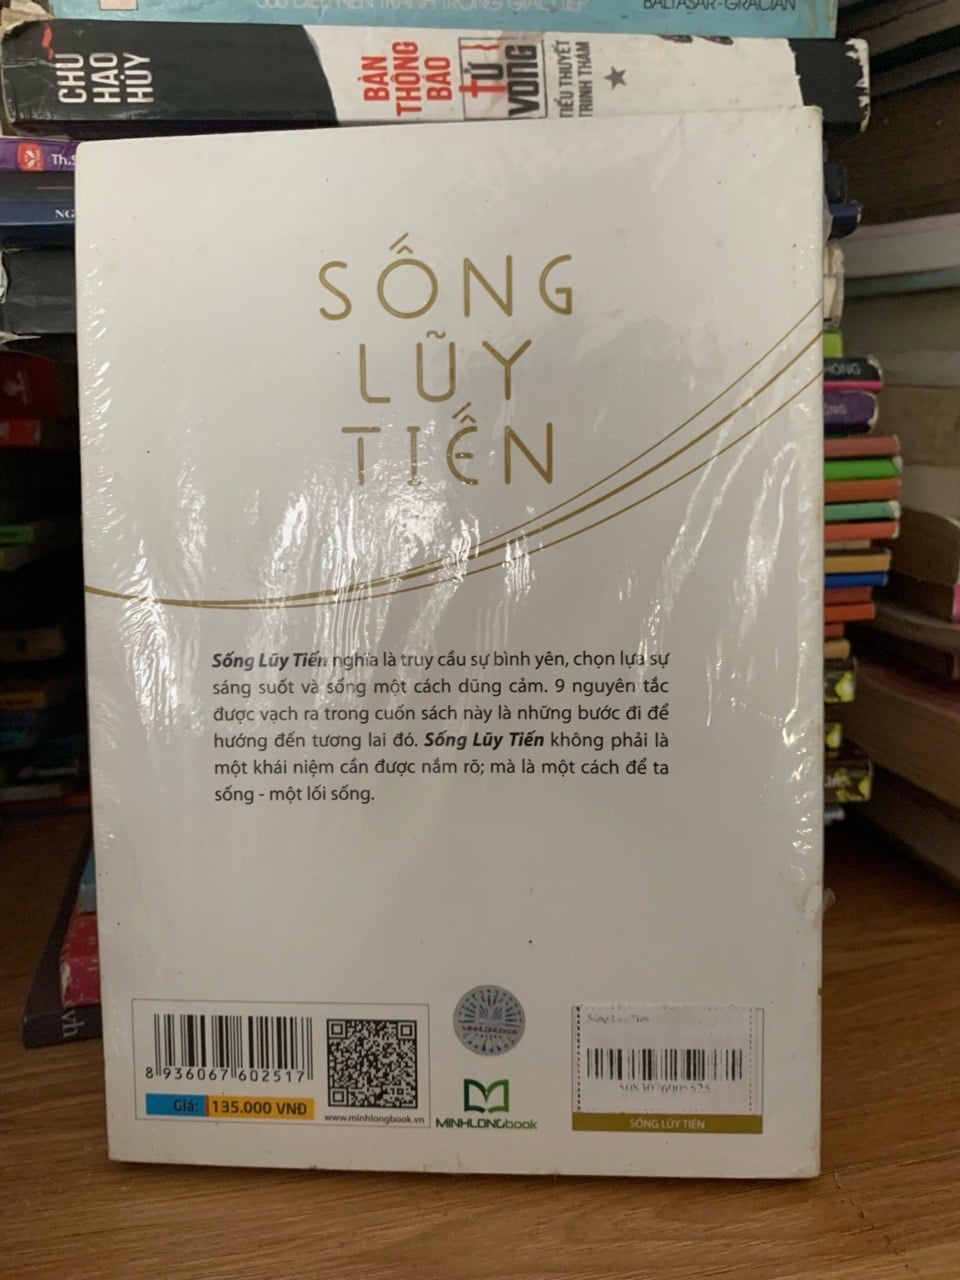 BALTASAR-GRACIAN
CHU
HẠO
HUY
BẢN
THÔNG
BÁO
TỬ
VONG
TIỂU THUYẾT
TRINH THÁM
Th.S
NG
SỐNG
LŨY
TIẾN
Sống Lũy Tiến nghĩa là truy cầu sự bình yên, chọn lựa sự
sáng suốt và sống một cách dũng cảm. 9 nguyên tắc
được vạch ra trong cuốn sách này là những bước đi để
hướng đến tương lai đó. Sống Lũy Tiến không phải là
một khái niệm cần được nắm rõ; mà là một cách để ta
sống - một lối sống.
8 936067 602517
Giá: 135.000 VNĐ
www.minhlongbook.vn
MINHLONGbook
MINHLONGbook
Sống Lũy Tiến
SỐNG LŨY TIẾN